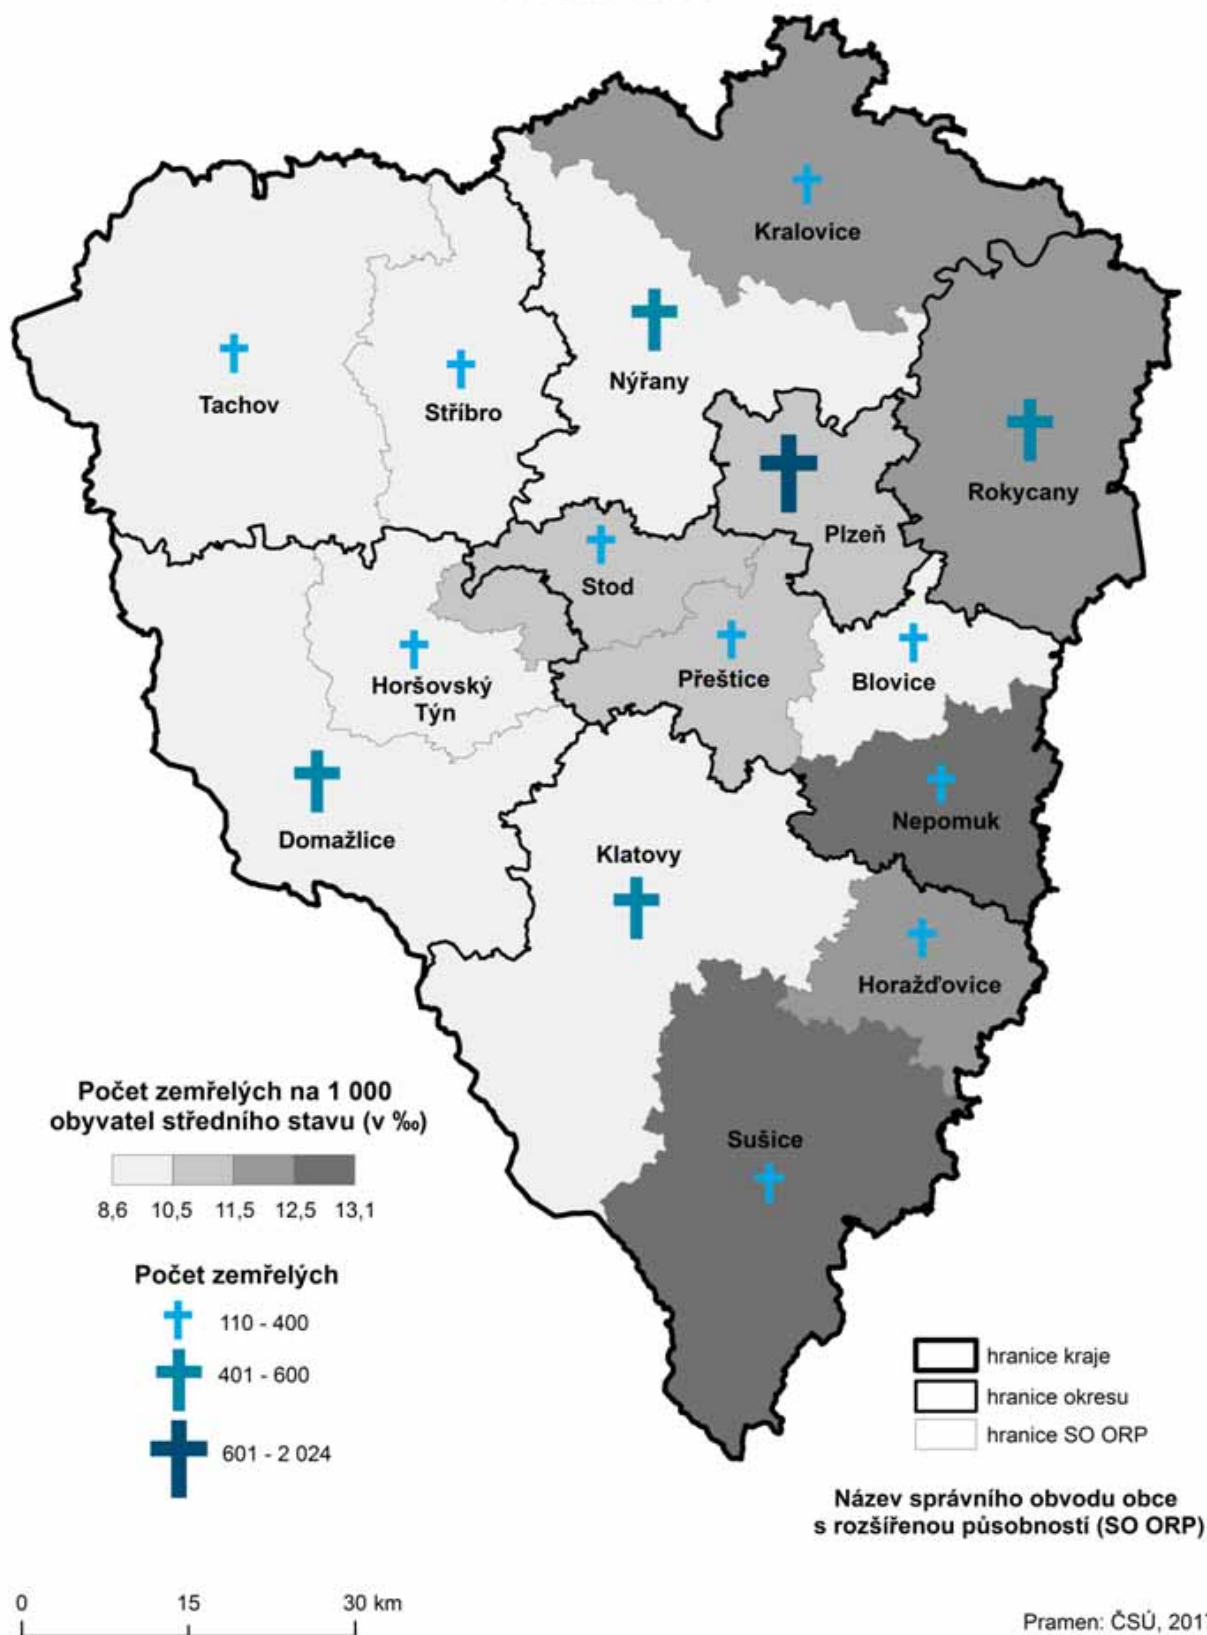 Kralovice
Nýřany
Tachov
Stříbro
Rokycany
Plzeň
Stod
Přeštice
Blovice
Horšovský
Týn
Nepomuk
Domažlice
Klatovy
Horažďovice
Sušice
Počet zemřelých na 1 000
obyvatel středního stavu (v ‰)
8,6 10,5 11,5 12,5 13,1
Počet zemřelých
110 - 400
401 - 600
601 - 2 024
hranice kraje
hranice okresu
hranice SO ORP
Název správního obvodu obce
s rozšířenou působností (SO ORP)
0 15 30 km
Pramen: ČSÚ, 2017